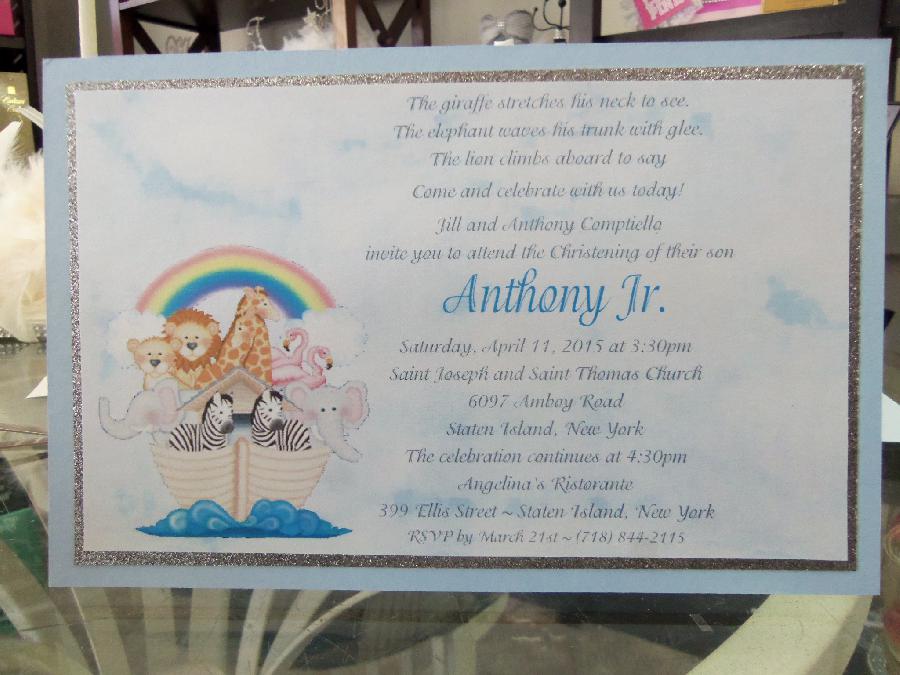 The giraffe stretches his neck to see.
The elephant waves his trunk with glee.
The lion climbs aboard to say
Come and celebrate with us today!
Jill and Anthony Comptiello
invite you to attend the Christening of their son
Anthony Jr.
Saturday, April 11, 2015 at 3:30pm
Saint Joseph and Saint Thomas Church
6097 Amboy Road
Staten Island, New York
The celebration continues at 4:30pm
Angelina's Ristorante
399 Ellis Street ~ Staten Island, New York
RSVP by March 21st ~ (718) 844-2115